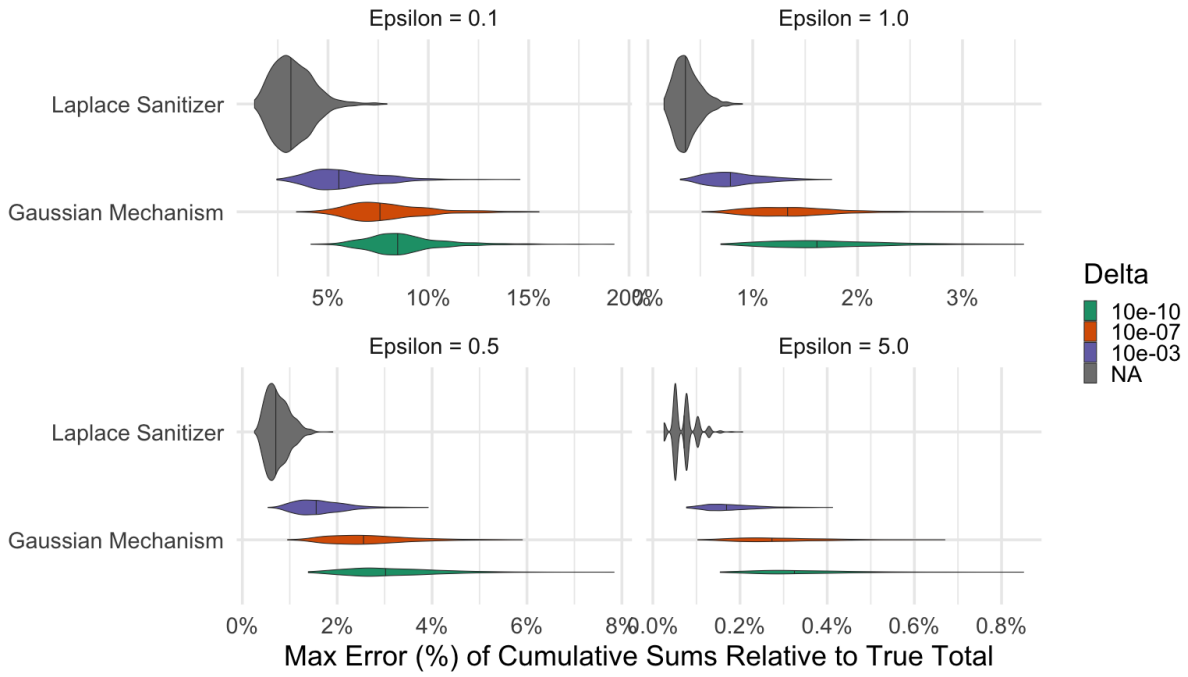 Epsilon = 0.1
Epsilon = 1.0
Laplace Sanitizer
Gaussian Mechanism
5% 10% 15% 20%
0% 1% 2% 3%
Epsilon = 0.5
Epsilon = 5.0
Laplace Sanitizer
Gaussian Mechanism
0% 2% 4% 6% 8%
0.0% 0.2% 0.4% 0.6% 0.8%
Max Error (%) of Cumulative Sums Relative to True Total
Delta
10e-10
10e-07
10e-03
NA